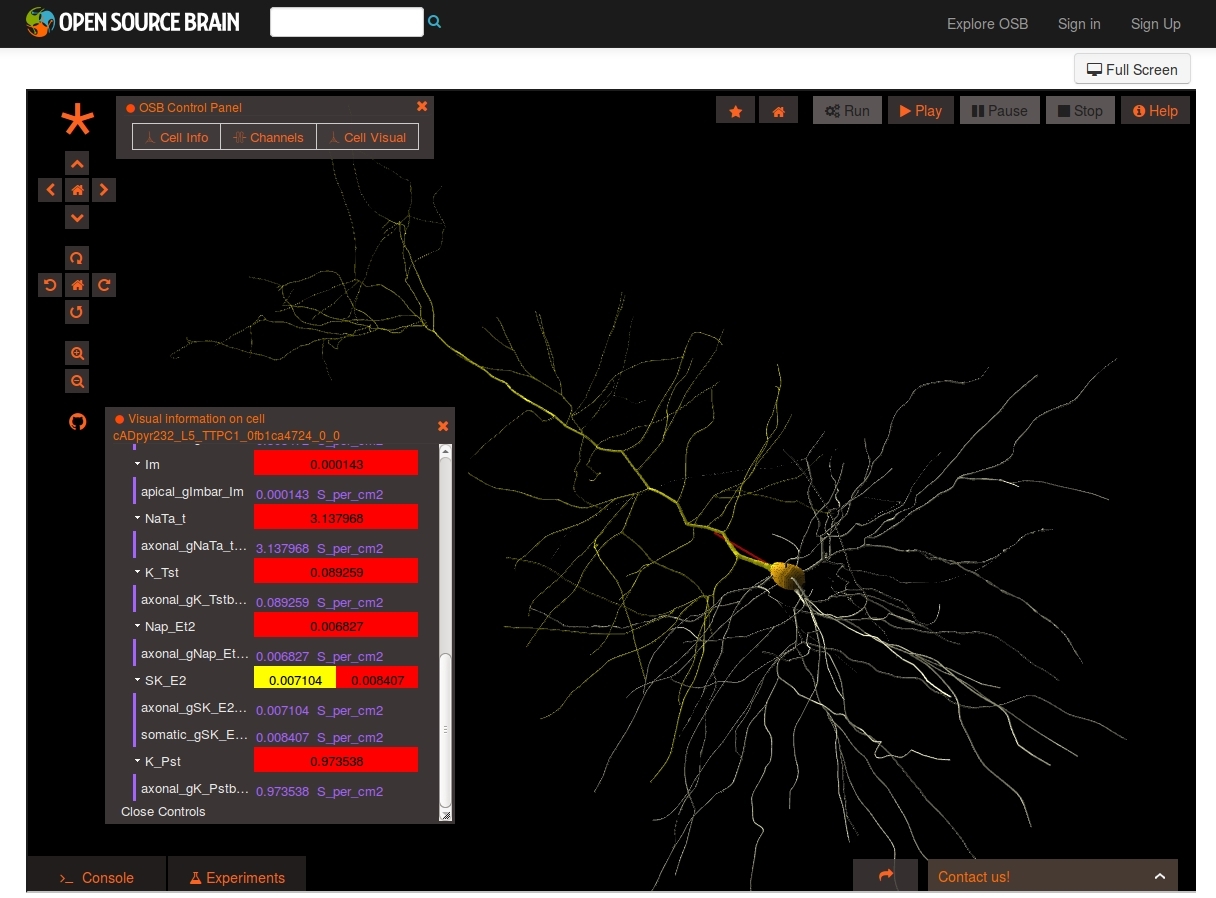 OPEN SOURCE BRAIN
Explore OSB Sign in Sign Up
Full Screen
OSB Control Panel
Cell Info Channels Cell Visual
Run Play Pause Stop Help
Visual information on cell
cADpyr232_L5_TTPC1_0fb1ca4724_0_0
Im 0.000143
apical_gImbar_Im 0.000143 S_per_cm2
NaTa_t 3.137968
axonal_gNaTa_t... 3.137968 S_per_cm2
K_Tst 0.089259
axonal_gK_Tstb... 0.089259 S_per_cm2
Nap_Et2 0.006827
axonal_gNap_Et... 0.006827 S_per_cm2
SK_E2 0.007104 0.008407
axonal_gSK_E2... 0.007104 S_per_cm2
somatic_gSK_E... 0.008407 S_per_cm2
K_Pst 0.973538
axonal_gK_Pstb... 0.973538 S_per_cm2
Close Controls
>_ Console Experiments
Contact us!